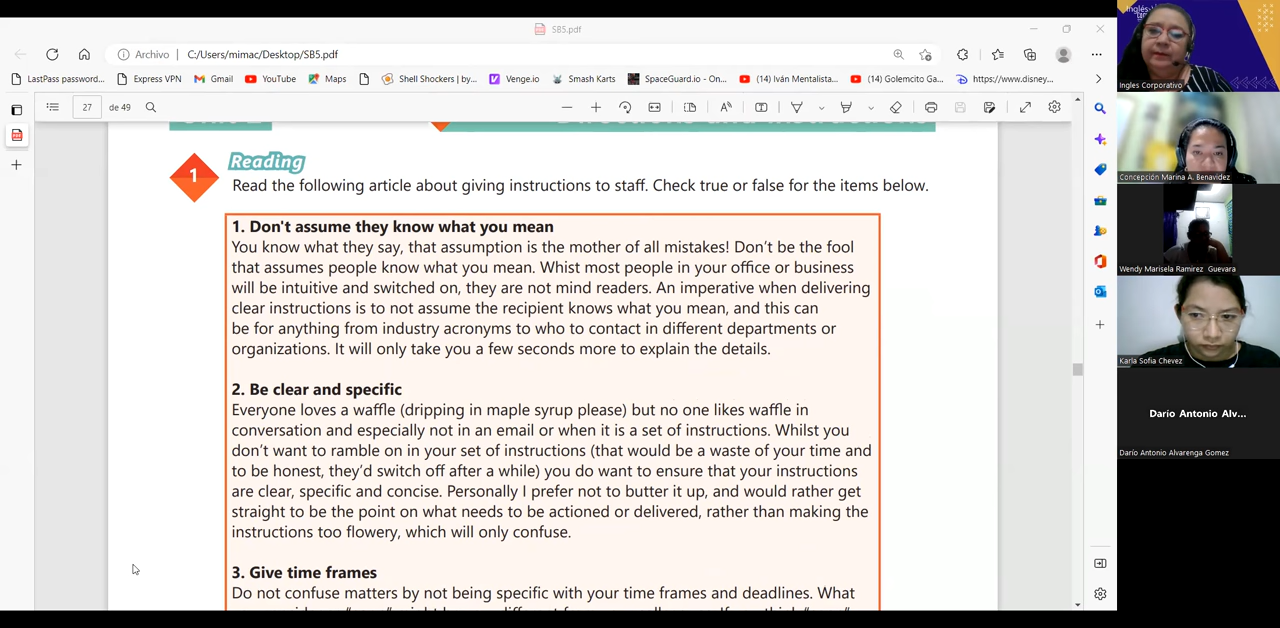 SB5.pdf
Archivo | C:/Users/mimac/Desktop/SB5.pdf
LastPass password... Express VPN Gmail YouTube Maps Shell Shockers | by... Venge.io Smash Karts SpaceGuard.io - On... (14) Iván Mentalista... (14) Golemcito Ga... https://www.disney...
27 de 49
1 Reading
Read the following article about giving instructions to staff. Check true or false for the items below.
1. Don't assume they know what you mean
You know what they say, that assumption is the mother of all mistakes! Don't be the fool
that assumes people know what you mean. Whist most people in your office or business
will be intuitive and switched on, they are not mind readers. An imperative when delivering
clear instructions is to not assume the recipient knows what you mean, and this can
be for anything from industry acronyms to who to contact in different departments or
organizations. It will only take you a few seconds more to explain the details.
2. Be clear and specific
Everyone loves a waffle (dripping in maple syrup please) but no one likes waffle in
conversation and especially not in an email or when it is a set of instructions. Whilst you
don't want to ramble on in your set of instructions (that would be a waste of your time and
to be honest, they'd switch off after a while) you do want to ensure that your instructions
are clear, specific and concise. Personally I prefer not to butter it up, and would rather get
straight to be the point on what needs to be actioned or delivered, rather than making the
instructions too flowery, which will only confuse.
3. Give time frames
Do not confuse matters by not being specific with your time frames and deadlines. What
Ingles Corporativo
Concepción Marina A. Benavidez
Wendy Marisela Ramirez Guevara
Karla Sofia Chevez
Darío Antonio Alv...
Darío Antonio Alvarenga Gomez